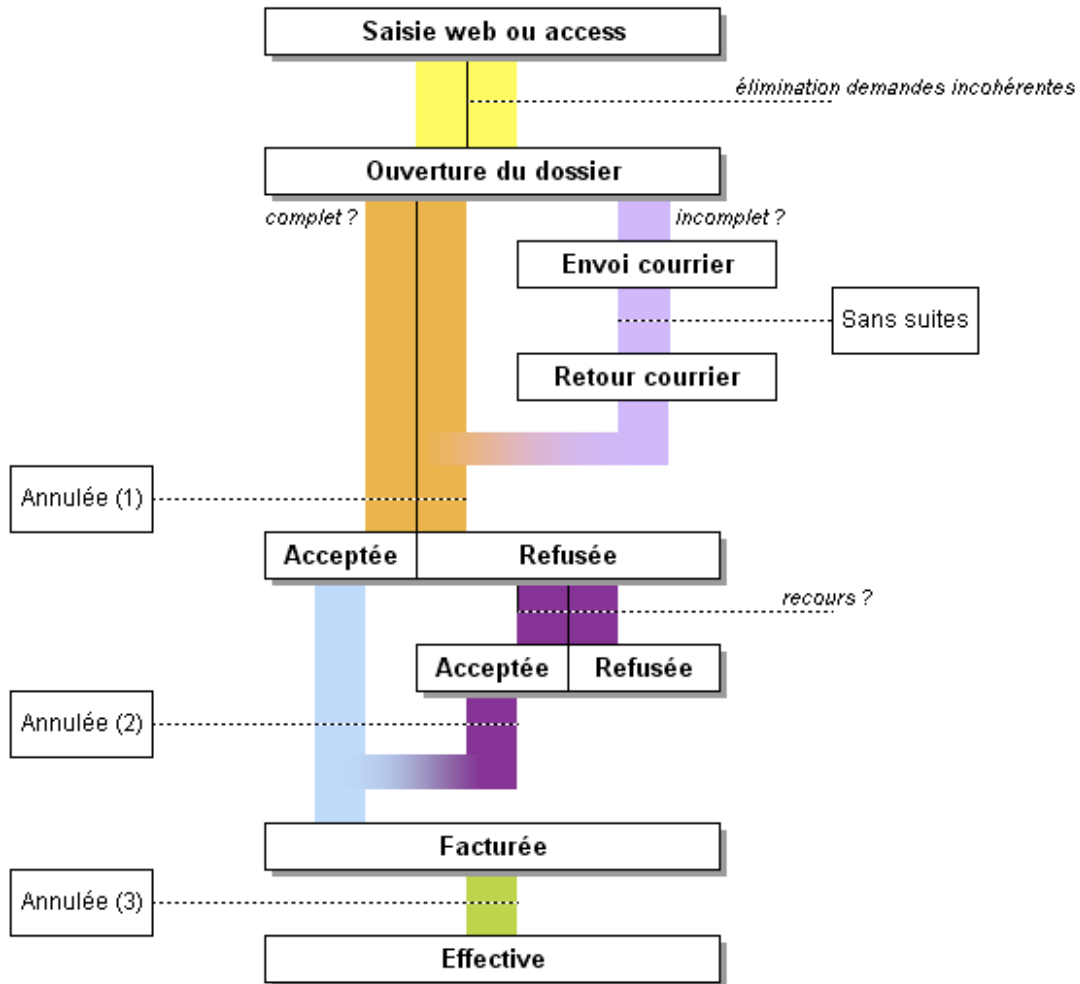 Saisie web ou access
élimination demandes incohérentes
Ouverture du dossier
complet ?
incomplet ?
Envoi courrier
Sans suites
Retour courrier
Annulée (1)
Acceptée
Refusée
recours ?
Acceptée
Refusée
Annulée (2)
Facturée
Annulée (3)
Effective